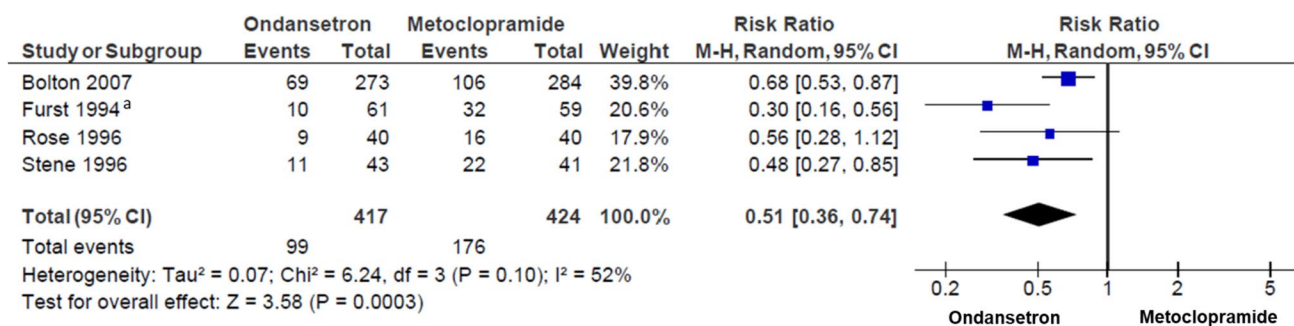 Ondansetron Metoclopramide Risk Ratio Risk Ratio
Study or Subgroup Events Total Events Total Weight M-H, Random, 95% CI M-H, Random, 95% CI
Bolton 2007 69 273 106 284 39.8% 0.68 [0.53, 0.87]
Furst 1994ᵃ 10 61 32 59 20.6% 0.30 [0.16, 0.56]
Rose 1996 9 40 16 40 17.9% 0.56 [0.28, 1.12]
Stene 1996 11 43 22 41 21.8% 0.48 [0.27, 0.85]
Total (95% CI) 417 424 100.0% 0.51 [0.36, 0.74]
Total events 99 176
Heterogeneity: Tau² = 0.07; Chi² = 6.24, df = 3 (P = 0.10); I² = 52%
Test for overall effect: Z = 3.58 (P = 0.0003)
0.2 0.5 1 2 5
Ondansetron Metoclopramide